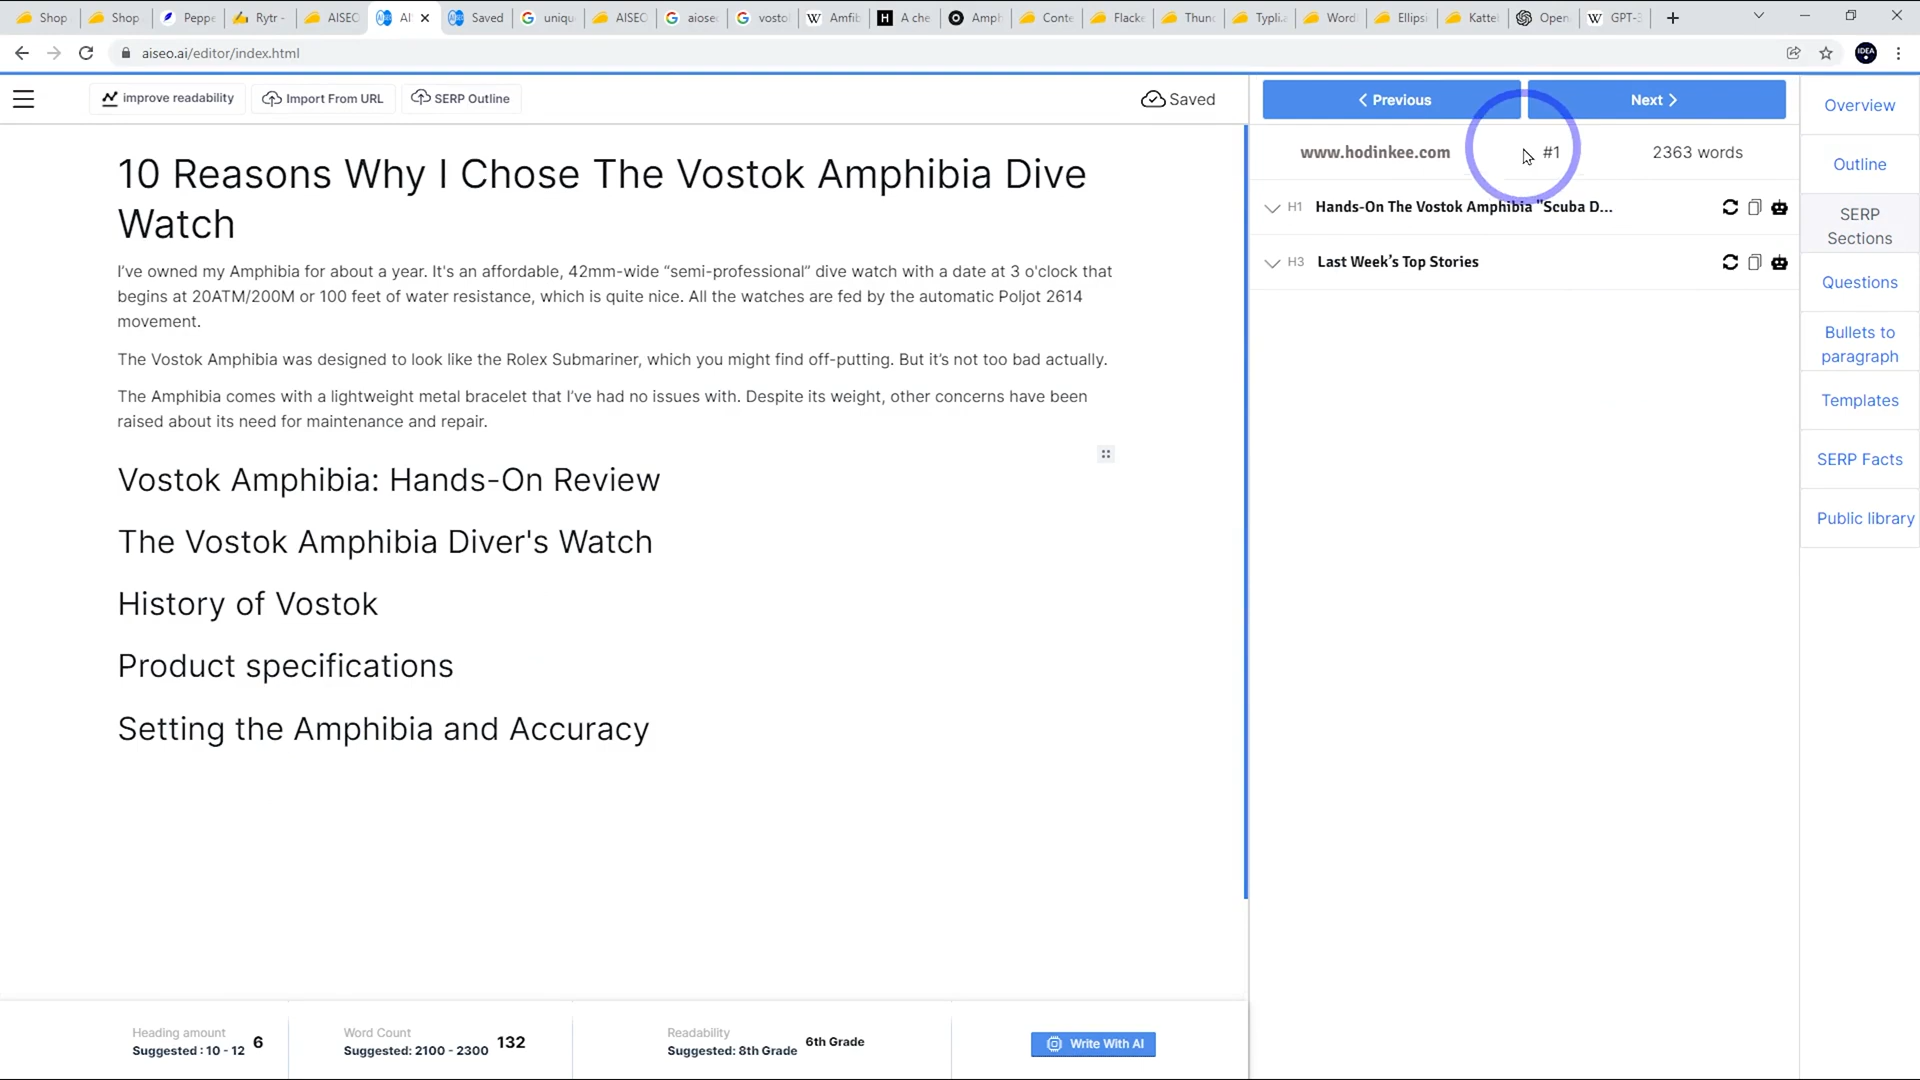 Shop
Shop
Peppe
Rytr -
AISEO
AI
Saved
uniqu
AISEO
aiosec
vosto
Amfib
A che
Amph
Conte
Flacke
Thunc
Typli.a
Word
Ellipsi
Kattel
Open
GPT-3
aiseo.ai/editor/index.html
IDEA
improve readability
Import From URL
SERP Outline
Saved
Previous
Next
Overview
www.hodinkee.com
#1
2363 words
Outline
H1 Hands-On The Vostok Amphibia "Scuba D...
SERP
Sections
H3 Last Week’s Top Stories
Questions
Bullets to
paragraph
Templates
SERP Facts
Public library
10 Reasons Why I Chose The Vostok Amphibia Dive
Watch
I’ve owned my Amphibia for about a year. It's an affordable, 42mm-wide “semi-professional” dive watch with a date at 3 o'clock that
begins at 20ATM/200M or 100 feet of water resistance, which is quite nice. All the watches are fed by the automatic Poljot 2614
movement.
The Vostok Amphibia was designed to look like the Rolex Submariner, which you might find off-putting. But it’s not too bad actually.
The Amphibia comes with a lightweight metal bracelet that I’ve had no issues with. Despite its weight, other concerns have been
raised about its need for maintenance and repair.
Vostok Amphibia: Hands-On Review
The Vostok Amphibia Diver's Watch
History of Vostok
Product specifications
Setting the Amphibia and Accuracy
Heading amount
Suggested : 10 - 12
6
Word Count
Suggested: 2100 - 2300
132
Readability
Suggested: 8th Grade
6th Grade
Write With AI